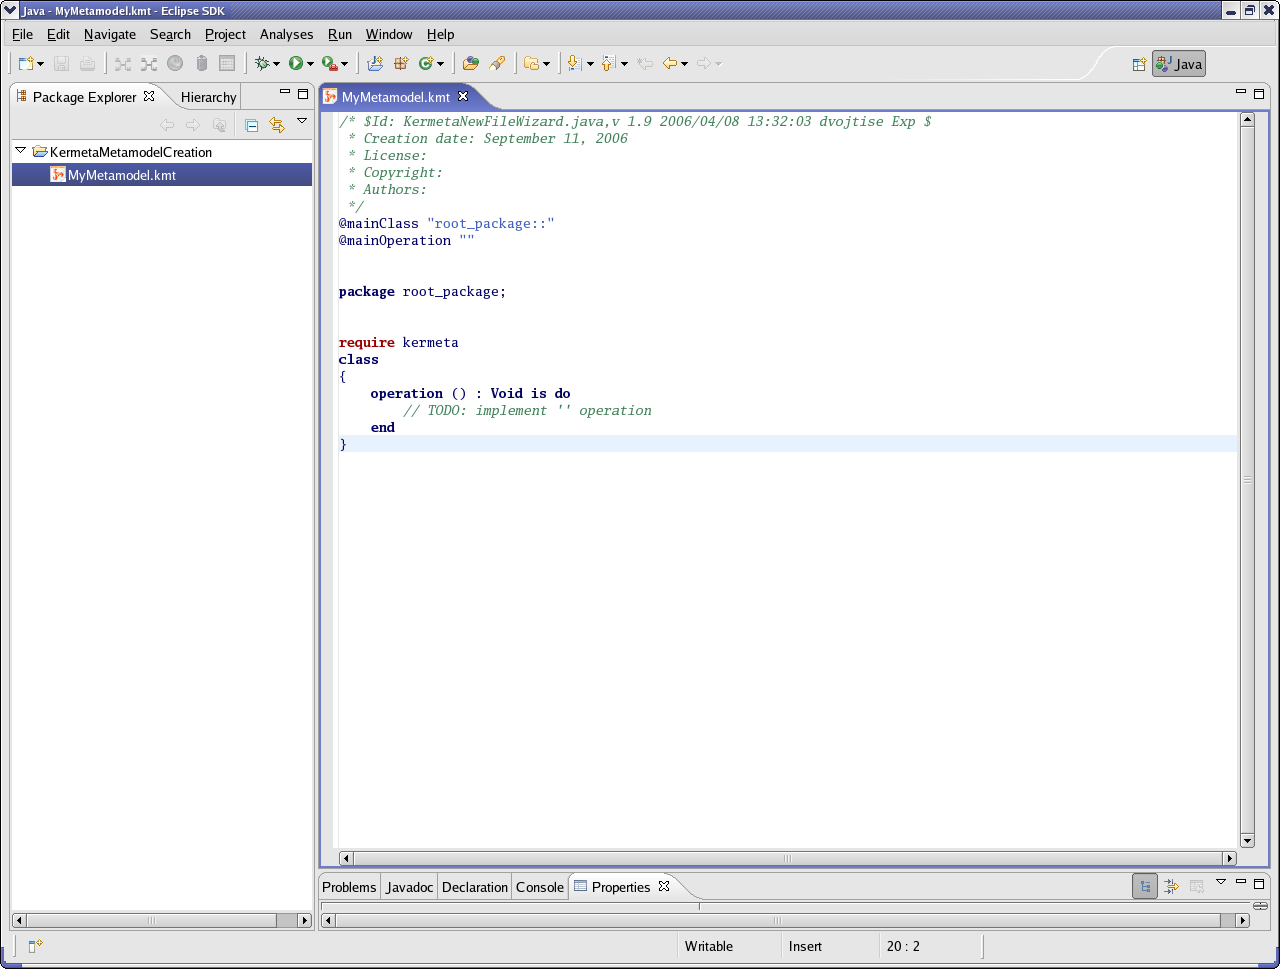 Java - MyMetamodel.kmt - Eclipse SDK
File Edit Navigate Search Project Analyses Run Window Help
Java
Package Explorer Hierarchy
MyMetamodel.kmt
KermetaMetamodelCreation
MyMetamodel.kmt
/* $Id: KermetaNewFileWizard.java,v 1.9 2006/04/08 13:32:03 dvojtise Exp $
* Creation date: September 11, 2006
* License:
* Copyright:
* Authors:
*/
@mainClass "root_package::"
@mainOperation ""
package root_package;
require kermeta
class
{
operation () : Void is do
// TODO: implement '' operation
end
}
Problems Javadoc Declaration Console Properties
Writable Insert 20 : 2